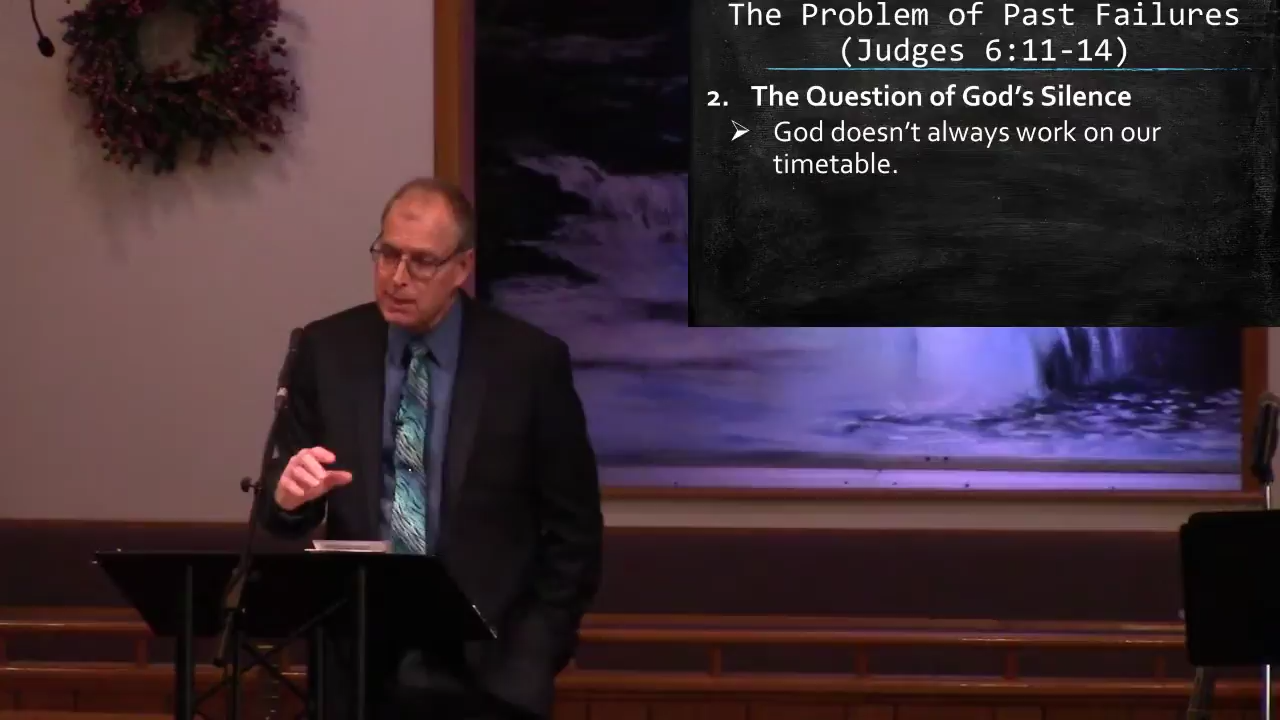 The Problem of Past Failures
(Judges 6:11-14)
2. The Question of God's Silence
➢ God doesn't always work on our
timetable.